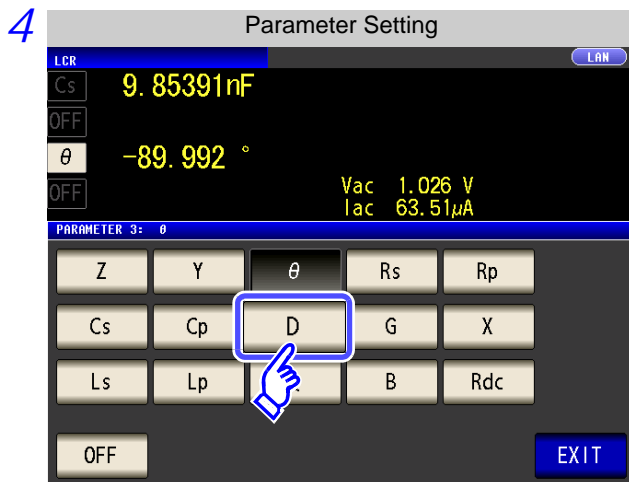 4 Parameter Setting
LCR LAN
Cs 9.85391nF
OFF
θ -89.992 °
OFF Vac 1.026 V
Iac 63.51μA
PARAMETER 3: θ
Z Y θ Rs Rp
Cs Cp D G X
Ls Lp B Rdc
OFF EXIT